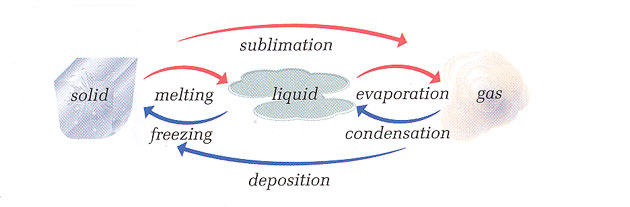 sublimation
solid
melting
liquid
evaporation
gas
freezing
condensation
deposition